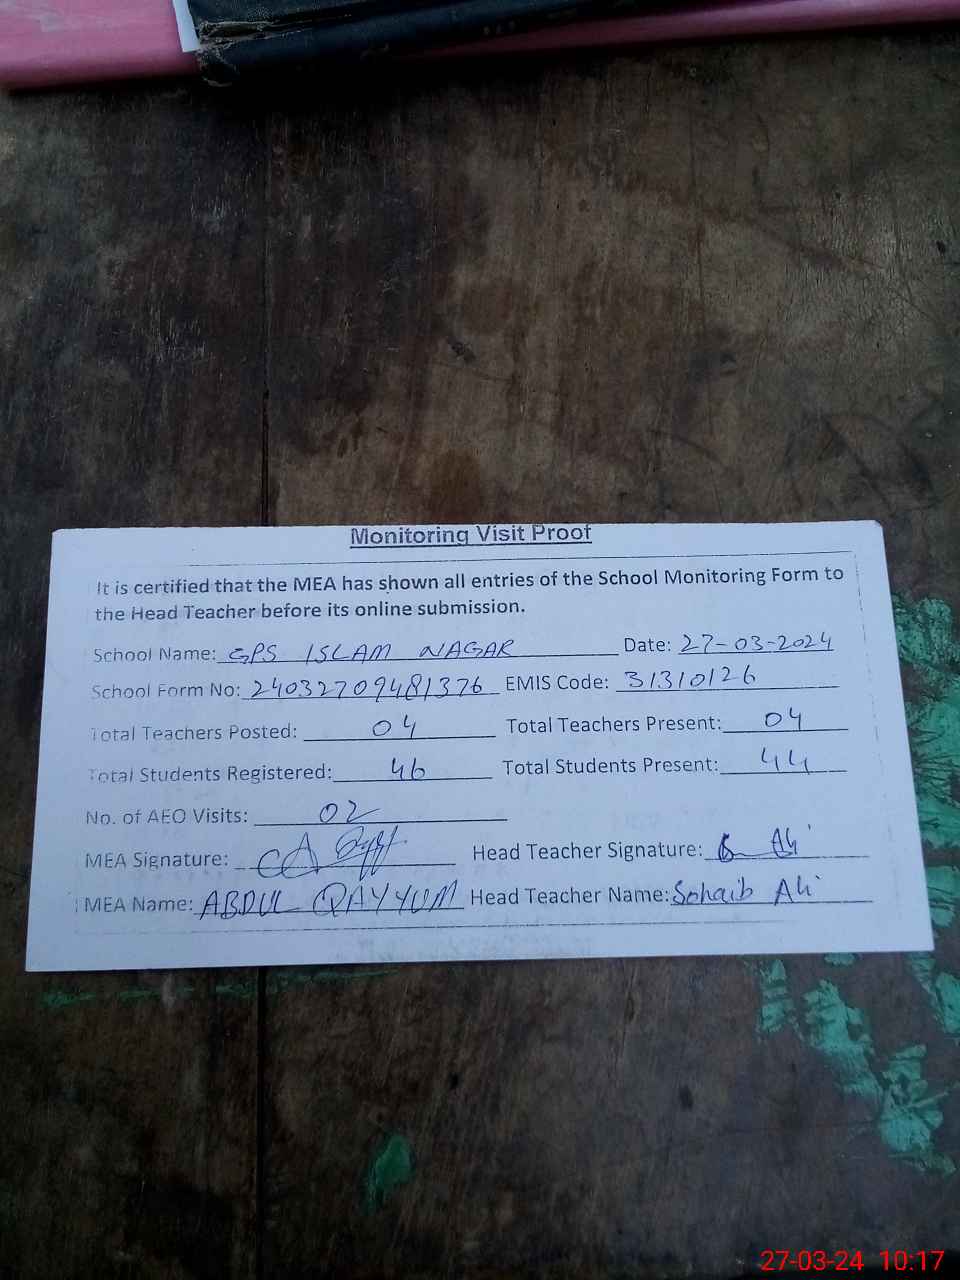 Monitoring Visit Proof
It is certified that the MEA has shown all entries of the School Monitoring Form to
the Head Teacher before its online submission.
School Name: GPS ISLAM NAGAR Date: 27-03-2024
School Form No: 24032709481376 EMIS Code: 31310126
Total Teachers Posted: 04 Total Teachers Present: 04
Total Students Registered: 46 Total Students Present: 44
No. of AEO Visits: 02
MEA Signature: Head Teacher Signature: Ali
MEA Name: ABDUL QAYYUM Head Teacher Name: Sohaib Ali
27-03-24 10:17